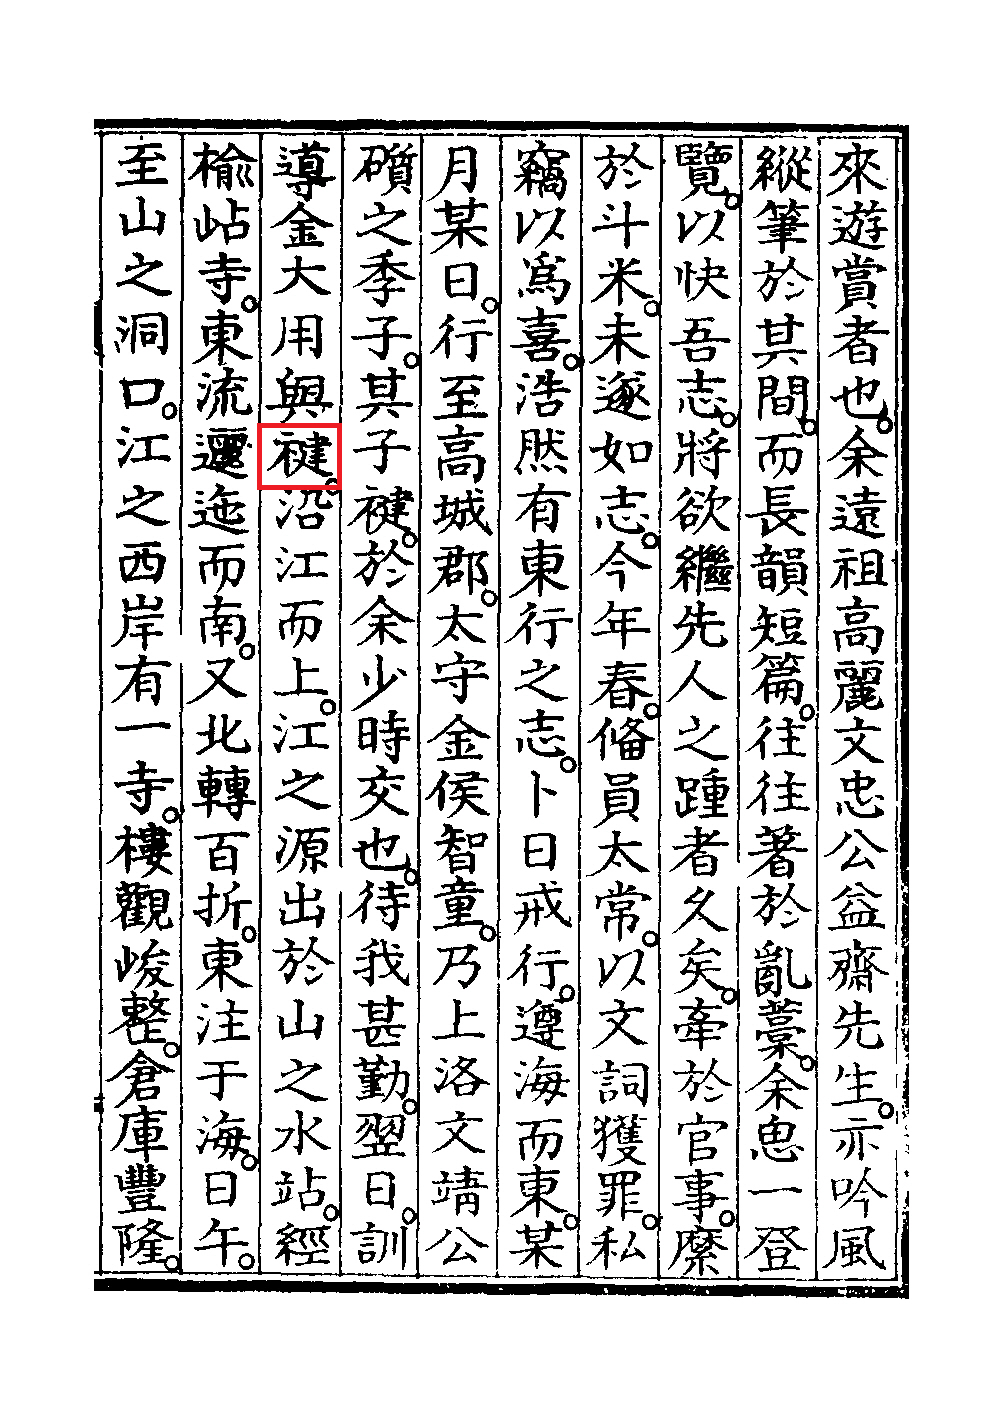 來遊賞者也余遠祖高麗文忠公益齋先生亦吟風
縱筆於其間而長韻短篇往往著於亂藁余思一登
覽以快吾志將欲繼先人之踵者久矣牽於官事縻
於斗米未遂如志今年春俻員太常以文詞獲罪私
竊以爲喜浩然有東行之志卜日戒行遵海而東某
月某日行至高城郡太守金侯智童乃上洛文靖公
礩之季子其子揵於余少時交也待我甚勤翌日訓
導金大用與揵沿江而上江之源出於山之水站經
楡岾寺東流邐迤而南又北轉百折東注于海日午
至山之洞口江之西岸有一寺樓觀峻整倉庫豐隆